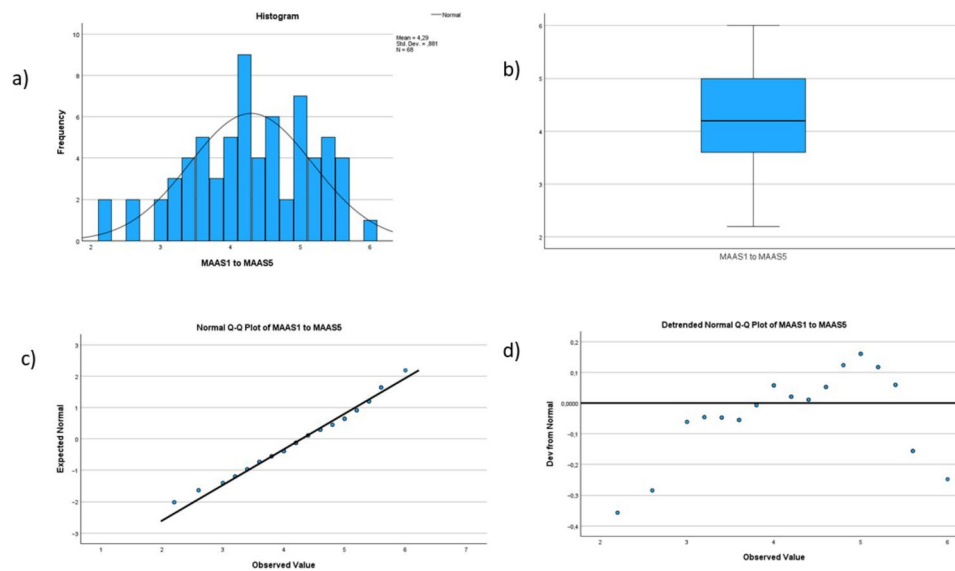 a)
Histogram
Normal
Mean = 4,29
Std. Dev. = ,881
N = 68
10
8
6
4
2
0
Frequency
2 3 4 5 6
MAAS1 to MAAS5
b)
6
5
4
3
2
MAAS1 to MAAS5
c)
Normal Q-Q Plot of MAAS1 to MAAS5
3
2
1
0
-1
-2
-3
Expected Normal
1 2 3 4 5 6 7
Observed Value
d)
Detrended Normal Q-Q Plot of MAAS1 to MAAS5
0,2
0,1
0,0000
-0,1
-0,2
-0,3
-0,4
Dev from Normal
2 3 4 5 6
Observed Value